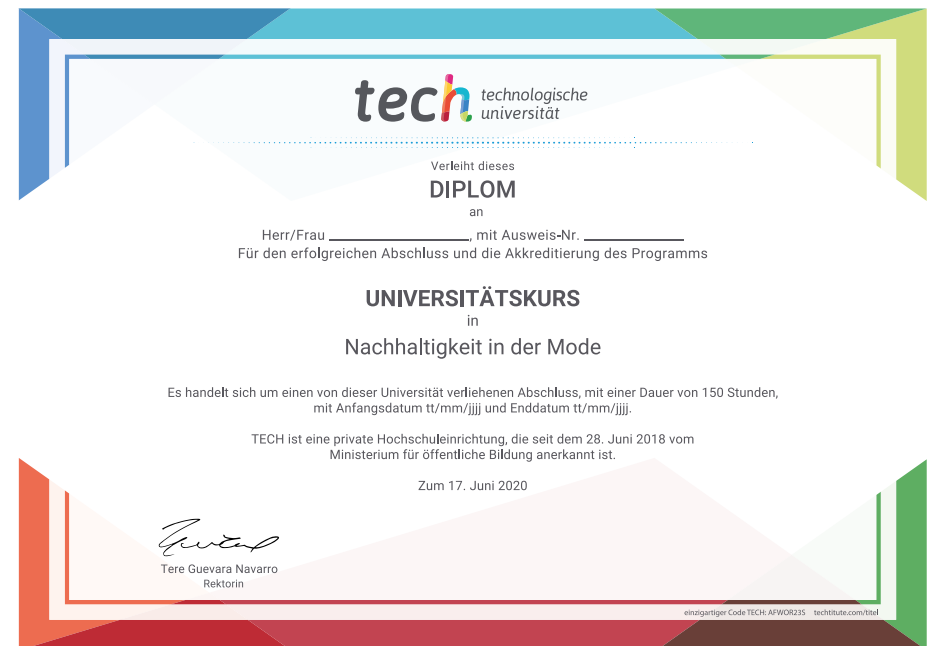 tech technologische
universität
Verleiht dieses
DIPLOM
an
Herr/Frau ____________________, mit Ausweis-Nr. ______________
Für den erfolgreichen Abschluss und die Akkreditierung des Programms
UNIVERSITÄTSKURS
in
Nachhaltigkeit in der Mode
Es handelt sich um einen von dieser Universität verliehenen Abschluss, mit einer Dauer von 150 Stunden,
mit Anfangsdatum tt/mm/jjjj und Enddatum tt/mm/jjjj.
TECH ist eine private Hochschuleinrichtung, die seit dem 28. Juni 2018 vom
Ministerium für öffentliche Bildung anerkannt ist.
Zum 17. Juni 2020
Tere Guevara Navarro
Rektorin
einzigartiger Code TECH: AFWOR23S techtitute.com/titel